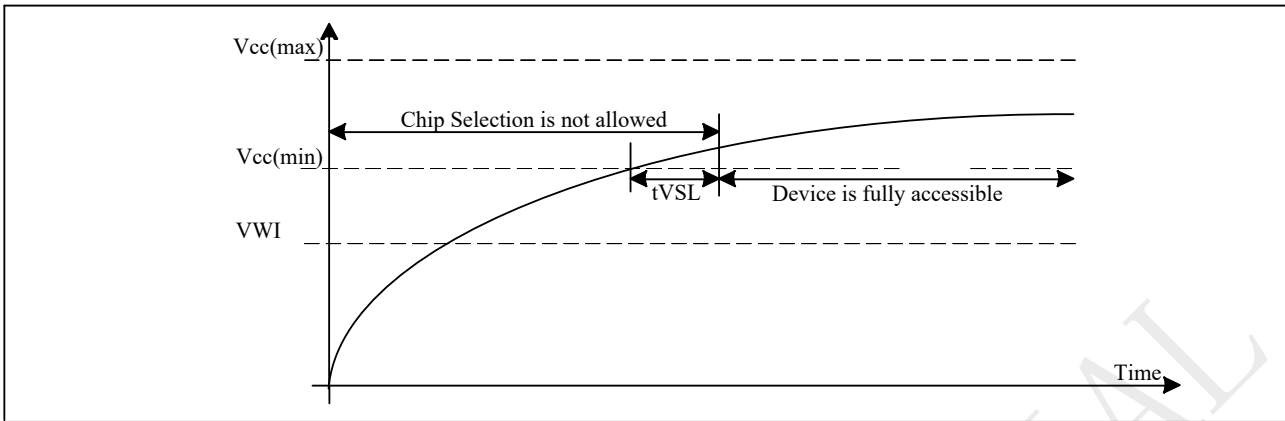 Vcc(max)
Chip Selection is not allowed
Vcc(min)
tVSL
Device is fully accessible
VWI
Time